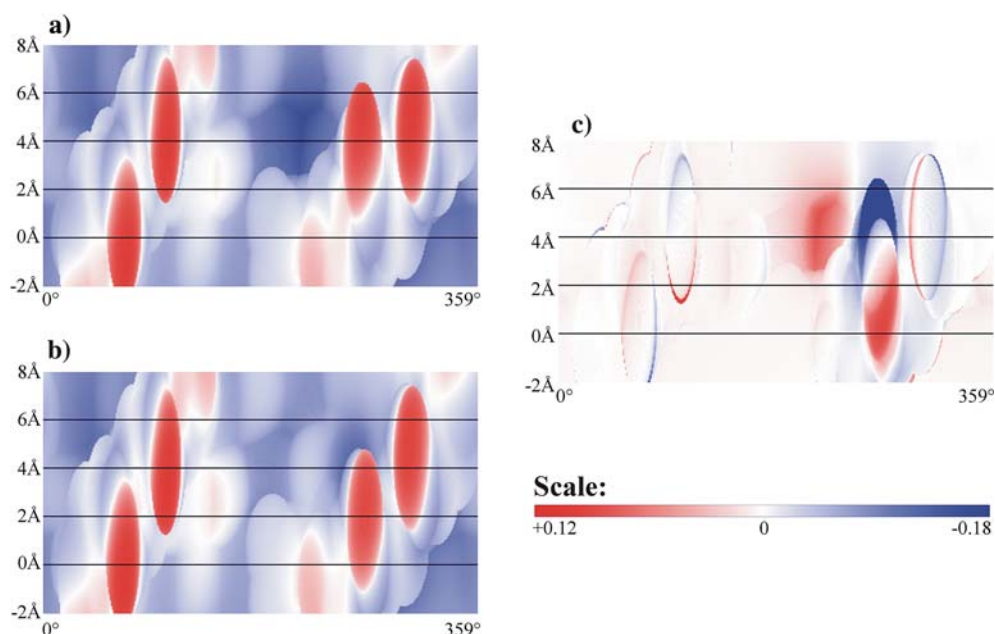 a)
8Å
6Å
4Å
2Å
0Å
-2Å
0° 359°
b)
8Å
6Å
4Å
2Å
0Å
-2Å
0° 359°
c)
8Å
6Å
4Å
2Å
0Å
-2Å
0° 359°
Scale:
+0.12 0 -0.18